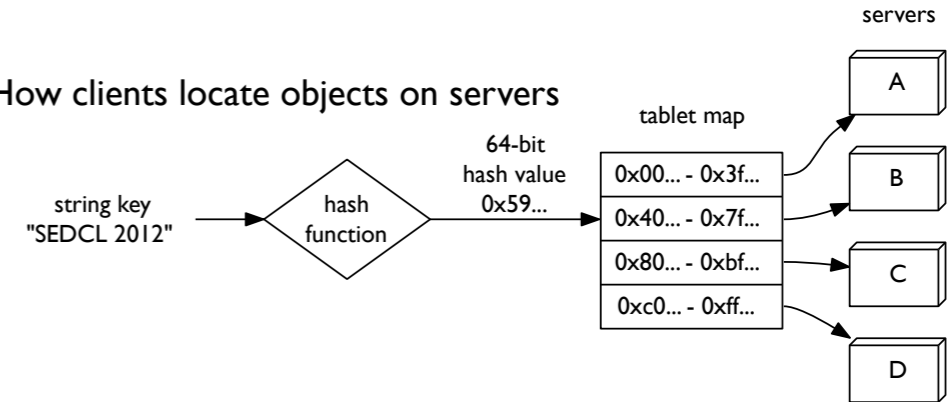 servers
How clients locate objects on servers
string key
"SEDCL 2012"
hash
function
64-bit
hash value
0x59...
tablet map
0x00... - 0x3f...
0x40... - 0x7f...
0x80... - 0xbf...
0xc0... - 0xff...
A
B
C
D